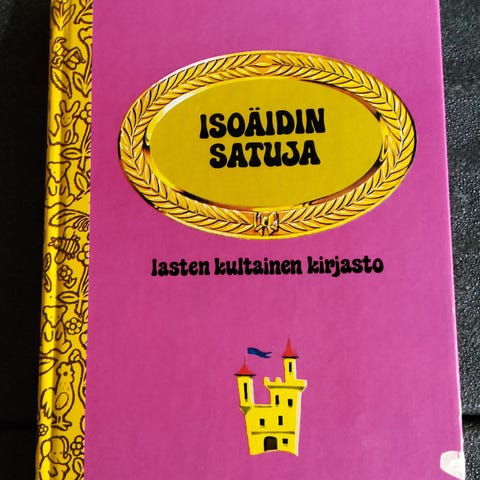 ISOÄIDIN
SATUJA
lasten kultainen kirjasto